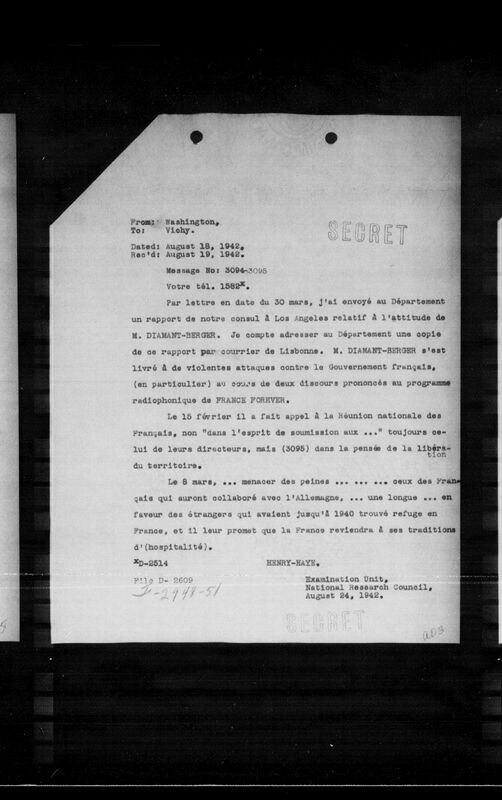 From: Washington,
To: Vichy.
SECRET
Dated: August 18, 1942.
Rec'd: August 19, 1942.
Message No: 3094-3095
Votre tél. 1582x.
Par lettre en date du 30 mars, j'ai envoyé au Département
un rapport de notre consul à Los Angeles relatif à l'attitude de
M. DIAMANT-BERGER. Je compte adresser au Département une copie
de ce rapport par courrier de Lisbonne. M. DIAMANT-BERGER s'est
livré à de violentes attaques contre le Gouvernement français,
(en particulier) au cours de deux discours prononcés au programme
radiophonique de FRANCE FOREVER.
Le 15 février il a fait appel à la Réunion nationale des
Français, non "dans l'esprit de soumission aux ..." toujours ce-
lui de leurs directeurs, mais (3095) dans la pensée de la libéra-
tion
du territoire.
Le 8 mars, ... menacer des peines ... ... ... ceux des Fran-
çais qui auront collaboré avec l'Allemagne, ... une longue ... en
faveur des étrangers qui avaient jusqu'à 1940 trouvé refuge en
France, et il leur promet que la France reviendra à ses traditions
d'(hospitalité).
xD-2514 HENRY-HAYE.
File D- 2609
Examination Unit,
National Research Council,
August 24, 1942.
F-2948-51
SECRET